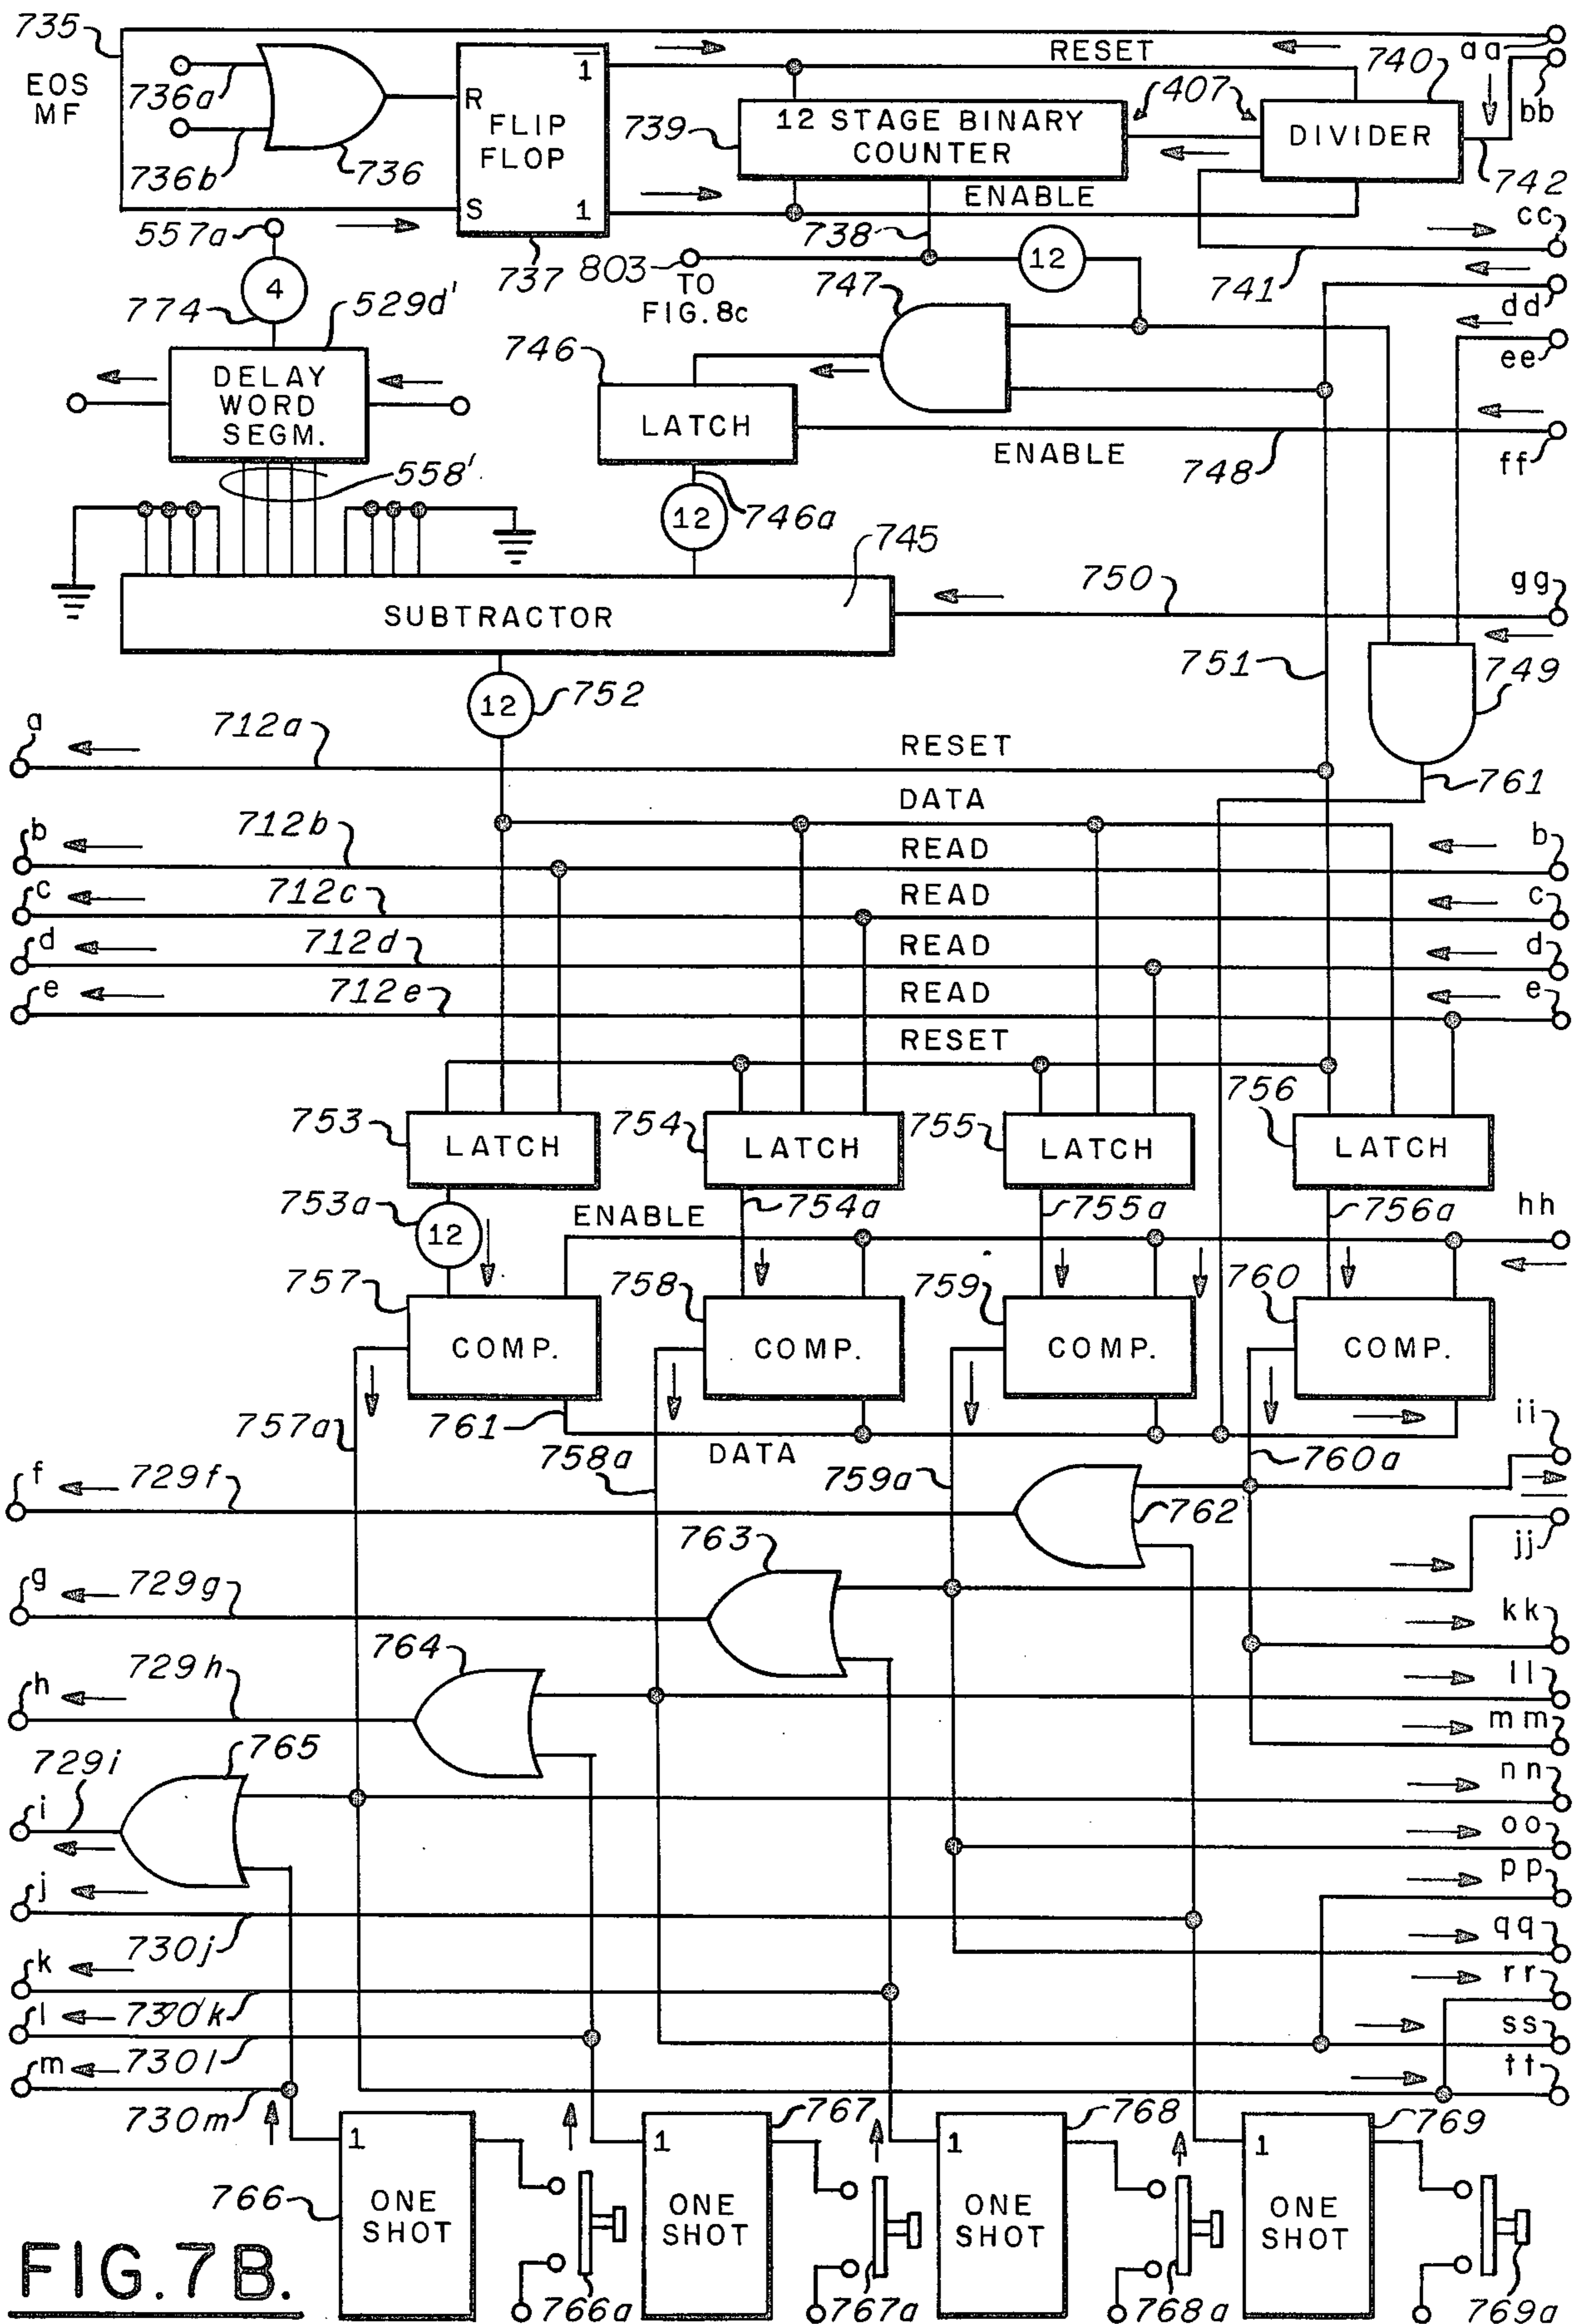 735
EOS
MF
736a
736b
736
R
S
1̅
1
FLIP
FLOP
737
RESET
739
12 STAGE BINARY
COUNTER
ENABLE
407
740
DIVIDER
742
aa
bb
557a
774
4
529d'
803
TO
FIG. 8c
738
12
741
cc
dd
ee
747
746
LATCH
ENABLE
748
ff
DELAY
WORD
SEGM.
558'
12
746a
745
SUBTRACTOR
750
gg
751
749
12
752
a
712a
RESET
761
DATA
b
712b
READ
b
c
712c
READ
c
d
712d
READ
d
e
712e
READ
e
RESET
753
LATCH
754
LATCH
755
LATCH
756
LATCH
753a
12
ENABLE
754a
755a
756a
hh
757
COMP.
758
COMP.
759
COMP.
760
COMP.
757a
761
DATA
758a
759a
760a
ii
f
729f
762
jj
763
g
729g
kk
764
h
729h
ll
mm
765
729i
i
nn
oo
j
730j
pp
qq
k
730k
rr
l
730l
ss
m
730m
tt
766
1
ONE
SHOT
766a
767
1
ONE
SHOT
767a
768
1
ONE
SHOT
768a
769
1
ONE
SHOT
769a
FIG. 7B.